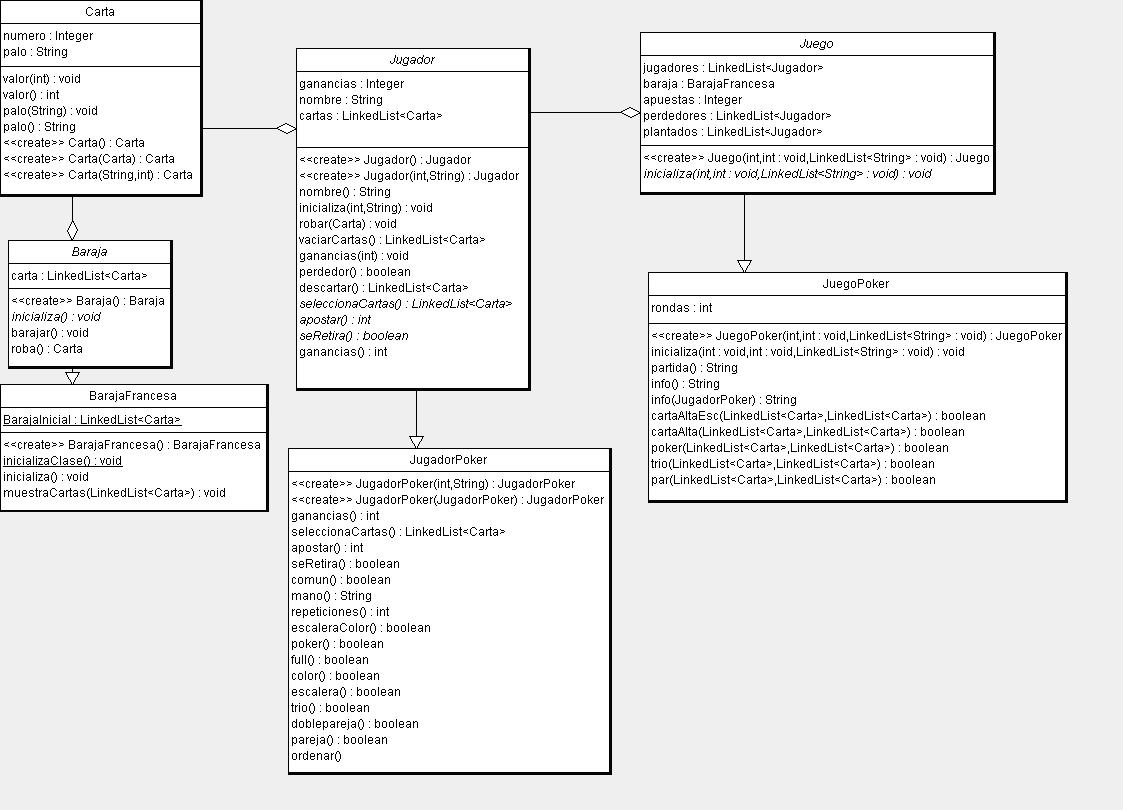 Carta
numero : Integer
palo : String
valor(int) : void
valor() : int
palo(String) : void
palo() : String
<<create>> Carta() : Carta
<<create>> Carta(Carta) : Carta
<<create>> Carta(String,int) : Carta
Jugador
ganancias : Integer
nombre : String
cartas : LinkedList<Carta>
<<create>> Jugador() : Jugador
<<create>> Jugador(int,String) : Jugador
nombre() : String
inicializa(int,String) : void
robar(Carta) : void
vaciarCartas() : LinkedList<Carta>
ganancias(int) : void
perdedor() : boolean
descartar() : LinkedList<Carta>
seleccionaCartas() : LinkedList<Carta>
apostar() : int
seRetira() : boolean
ganancias() : int
Juego
jugadores : LinkedList<Jugador>
baraja : BarajaFrancesa
apuestas : Integer
perdedores : LinkedList<Jugador>
plantados : LinkedList<Jugador>
<<create>> Juego(int,int : void,LinkedList<String> : void) : Juego
inicializa(int,int : void,LinkedList<String> : void) : void
Baraja
carta : LinkedList<Carta>
<<create>> Baraja() : Baraja
inicializa() : void
barajar() : void
roba() : Carta
BarajaFrancesa
BarajaInicial : LinkedList<Carta>
<<create>> BarajaFrancesa() : BarajaFrancesa
inicializaClase() : void
inicializa() : void
muestraCartas(LinkedList<Carta>) : void
JugadorPoker
<<create>> JugadorPoker(int,String) : JugadorPoker
<<create>> JugadorPoker(JugadorPoker) : JugadorPoker
ganancias() : int
seleccionaCartas() : LinkedList<Carta>
apostar() : int
seRetira() : boolean
comun() : boolean
mano() : String
repeticiones() : int
escaleraColor() : boolean
poker() : boolean
full() : boolean
color() : boolean
escalera() : boolean
trio() : boolean
doblepareja() : boolean
pareja() : boolean
ordenar()
JuegoPoker
rondas : int
<<create>> JuegoPoker(int,int : void,LinkedList<String> : void) : JuegoPoker
inicializa(int : void,int : void,LinkedList<String> : void) : void
partida() : String
info() : String
info(JugadorPoker) : String
cartaAltaEsc(LinkedList<Carta>,LinkedList<Carta>) : boolean
cartaAlta(LinkedList<Carta>,LinkedList<Carta>) : boolean
poker(LinkedList<Carta>,LinkedList<Carta>) : boolean
trio(LinkedList<Carta>,LinkedList<Carta>) : boolean
par(LinkedList<Carta>,LinkedList<Carta>) : boolean